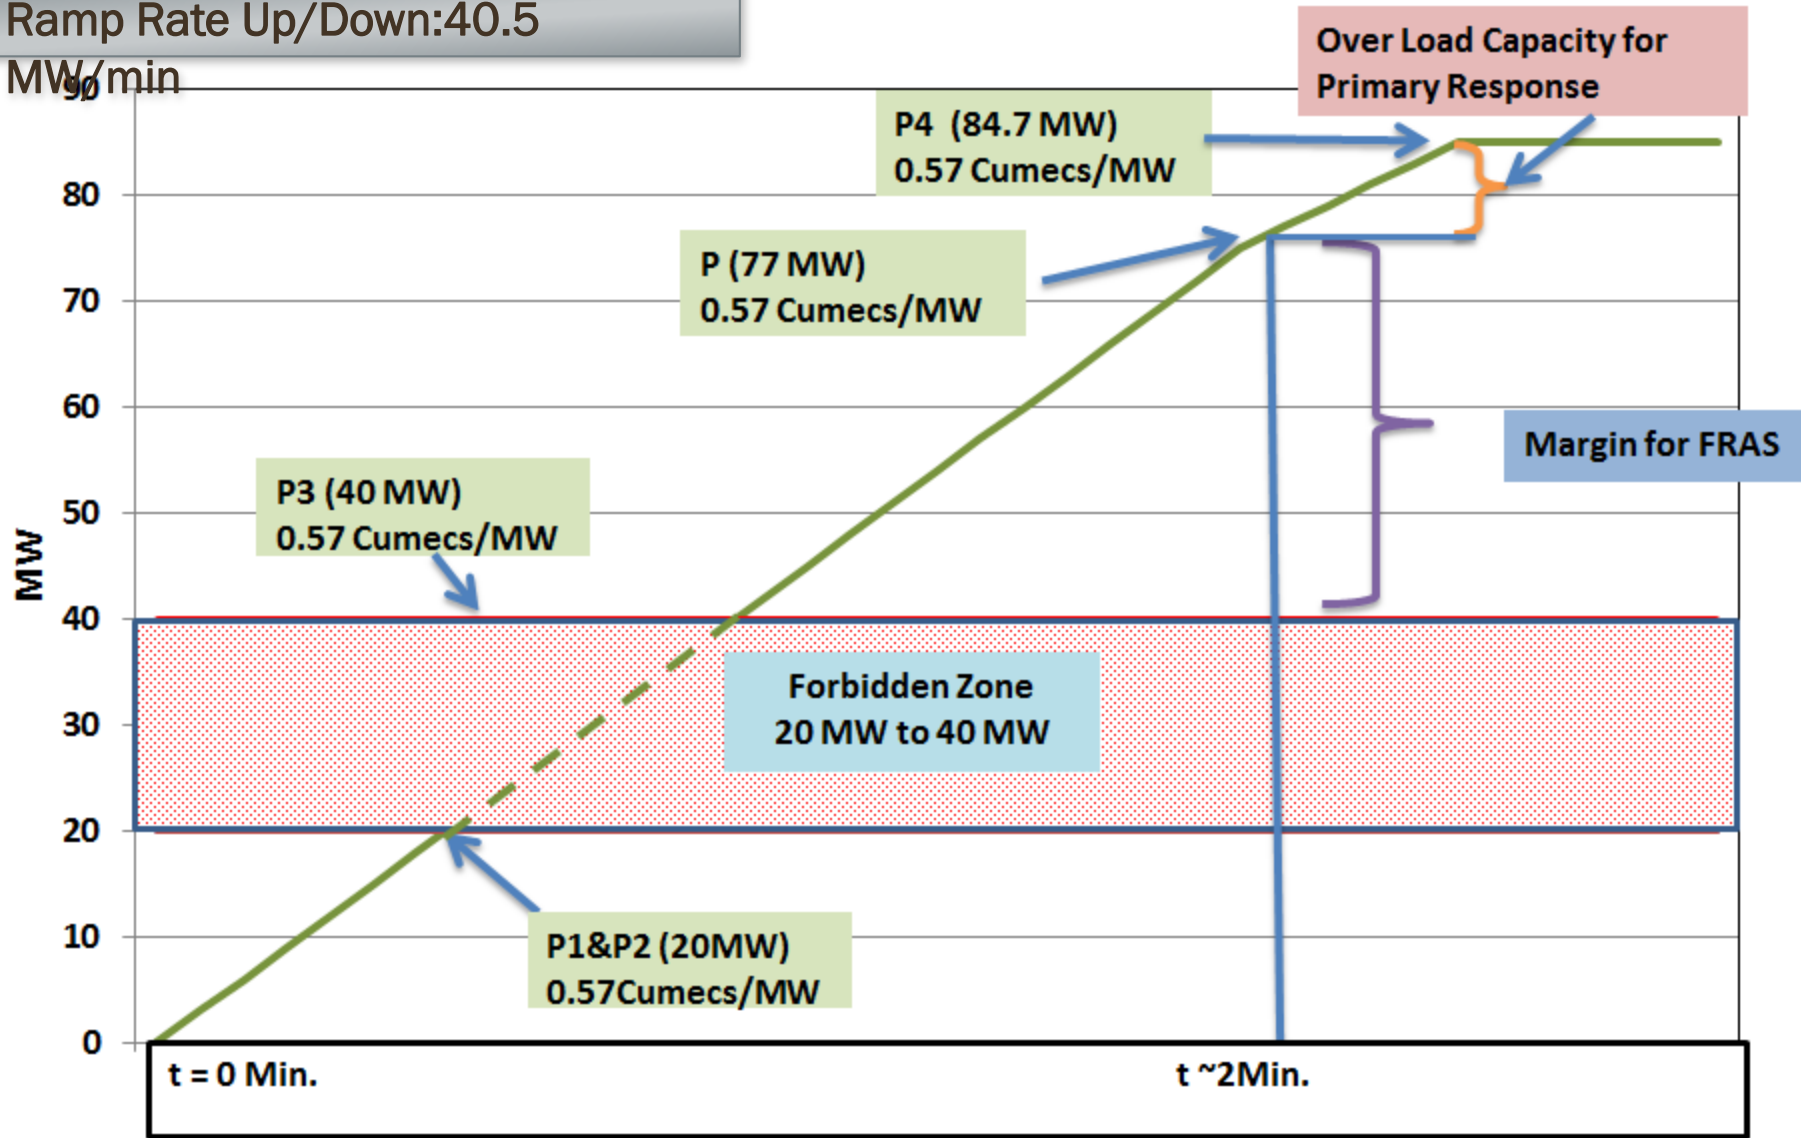 Ramp Rate Up/Down:40.5
MW/min
Over Load Capacity for
Primary Response
90
P4 (84.7 MW)
0.57 Cumecs/MW
80
P (77 MW)
0.57 Cumecs/MW
70
60
Margin for FRAS
P3 (40 MW)
0.57 Cumecs/MW
50
MW
40
Forbidden Zone
20 MW to 40 MW
30
20
P1&P2 (20MW)
0.57Cumecs/MW
10
0
t = 0 Min.
t ~2Min.